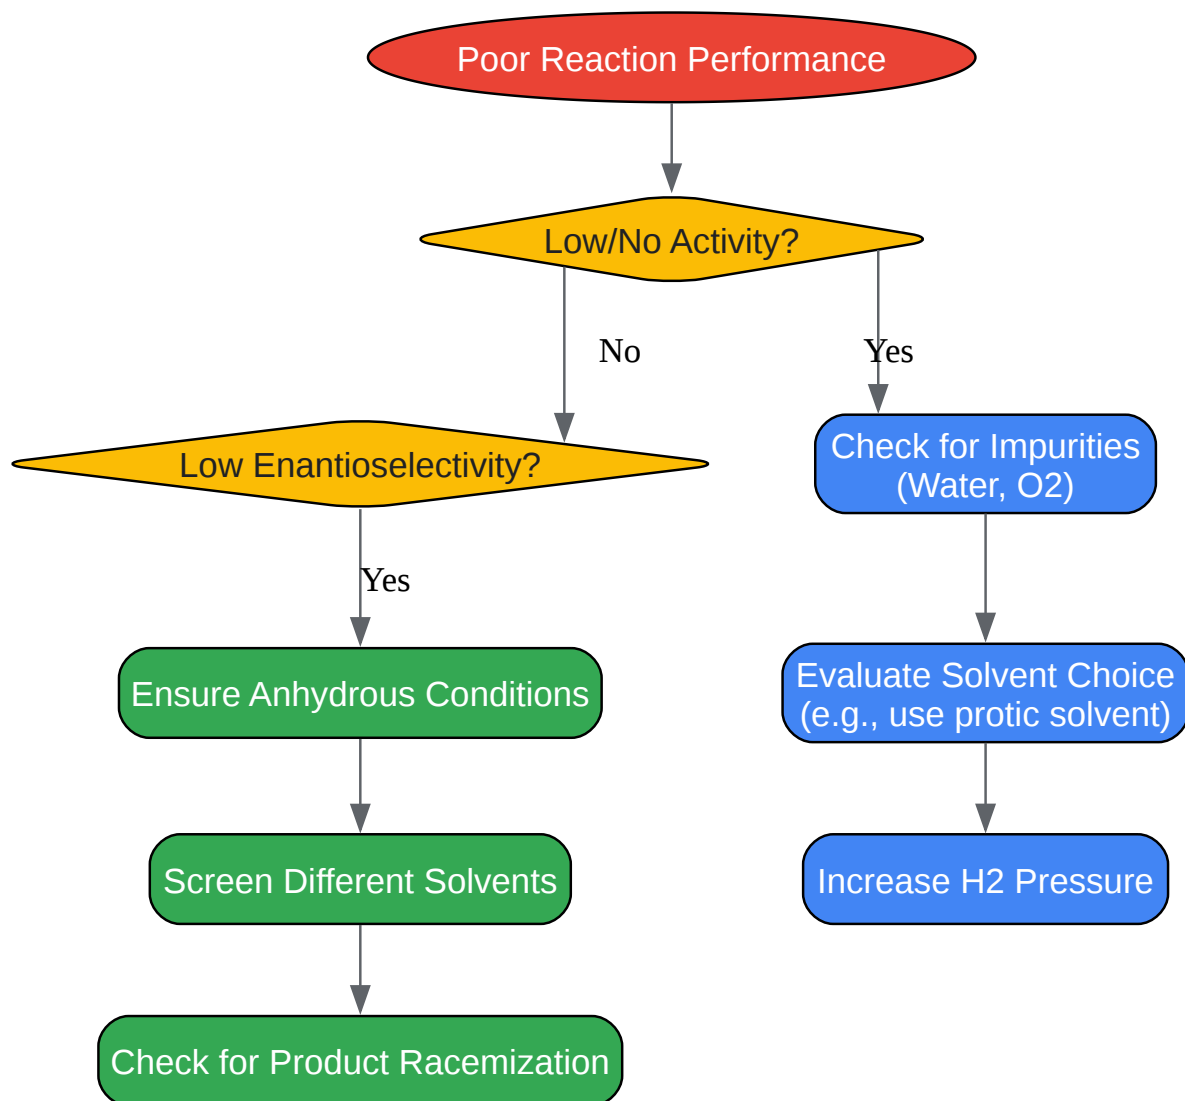 Poor Reaction Performance
Low/No Activity?
No
Yes
Check for Impurities
(Water, O2)
Low Enantioselectivity?
Yes
Ensure Anhydrous Conditions
Evaluate Solvent Choice
(e.g., use protic solvent)
Screen Different Solvents
Increase H2 Pressure
Check for Product Racemization